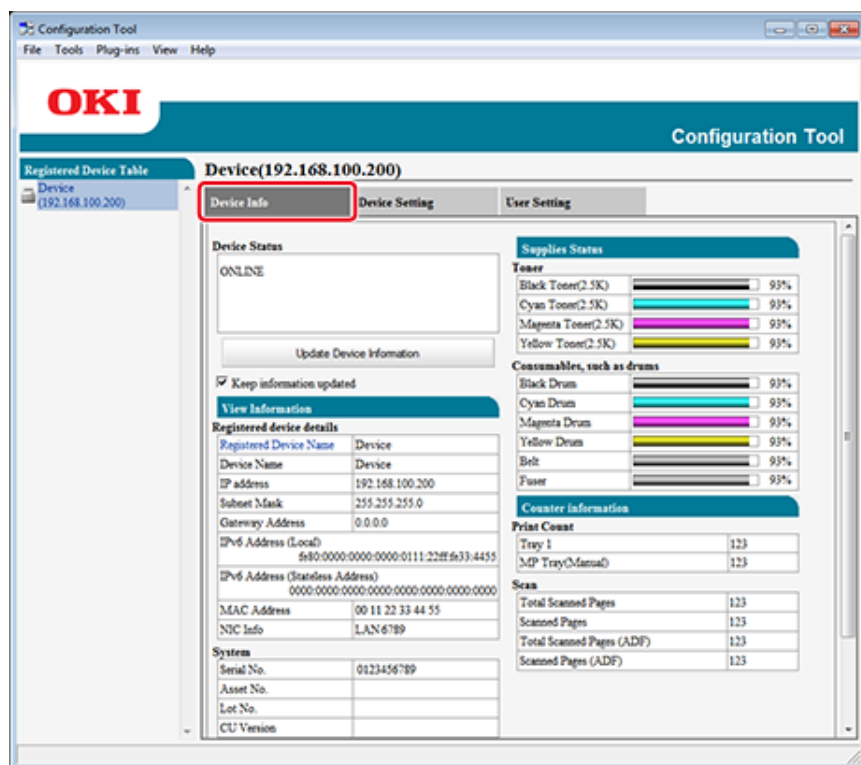 Configuration Tool
File Tools Plug-ins View Help
OKI
Configuration Tool
Registered Device Table
Device
(192.168.100.200)
Device(192.168.100.200)
Device Info Device Setting User Setting
Device Status
ONLINE
Update Device Information
Keep information updated
View Information
Registered device details
Registered Device Name Device
Device Name Device
IP address 192.168.100.200
Subnet Mask 255.255.255.0
Gateway Address 0.0.0.0
IPv6 Address (Local)
fe80:0000:0000:0000:0111:22ff:fe33:4455
IPv6 Address (Stateless Address)
0000:0000:0000:0000:0000:0000:0000:0000
MAC Address 00 11 22 33 44 55
NIC Info LAN6789
System
Serial No. 0123456789
Asset No.
Lot No.
CU Version
Supplies Status
Toner
Black Toner(2.5K) 93%
Cyan Toner(2.5K) 93%
Magenta Toner(2.5K) 93%
Yellow Toner(2.5K) 93%
Consumables, such as drums
Black Drum 93%
Cyan Drum 93%
Magenta Drum 93%
Yellow Drum 93%
Belt 93%
Fuser 93%
Counter information
Print Count
Tray 1 123
MP Tray(Manual) 123
Scan
Total Scanned Pages 123
Scanned Pages 123
Total Scanned Pages (ADF) 123
Scanned Pages (ADF) 123